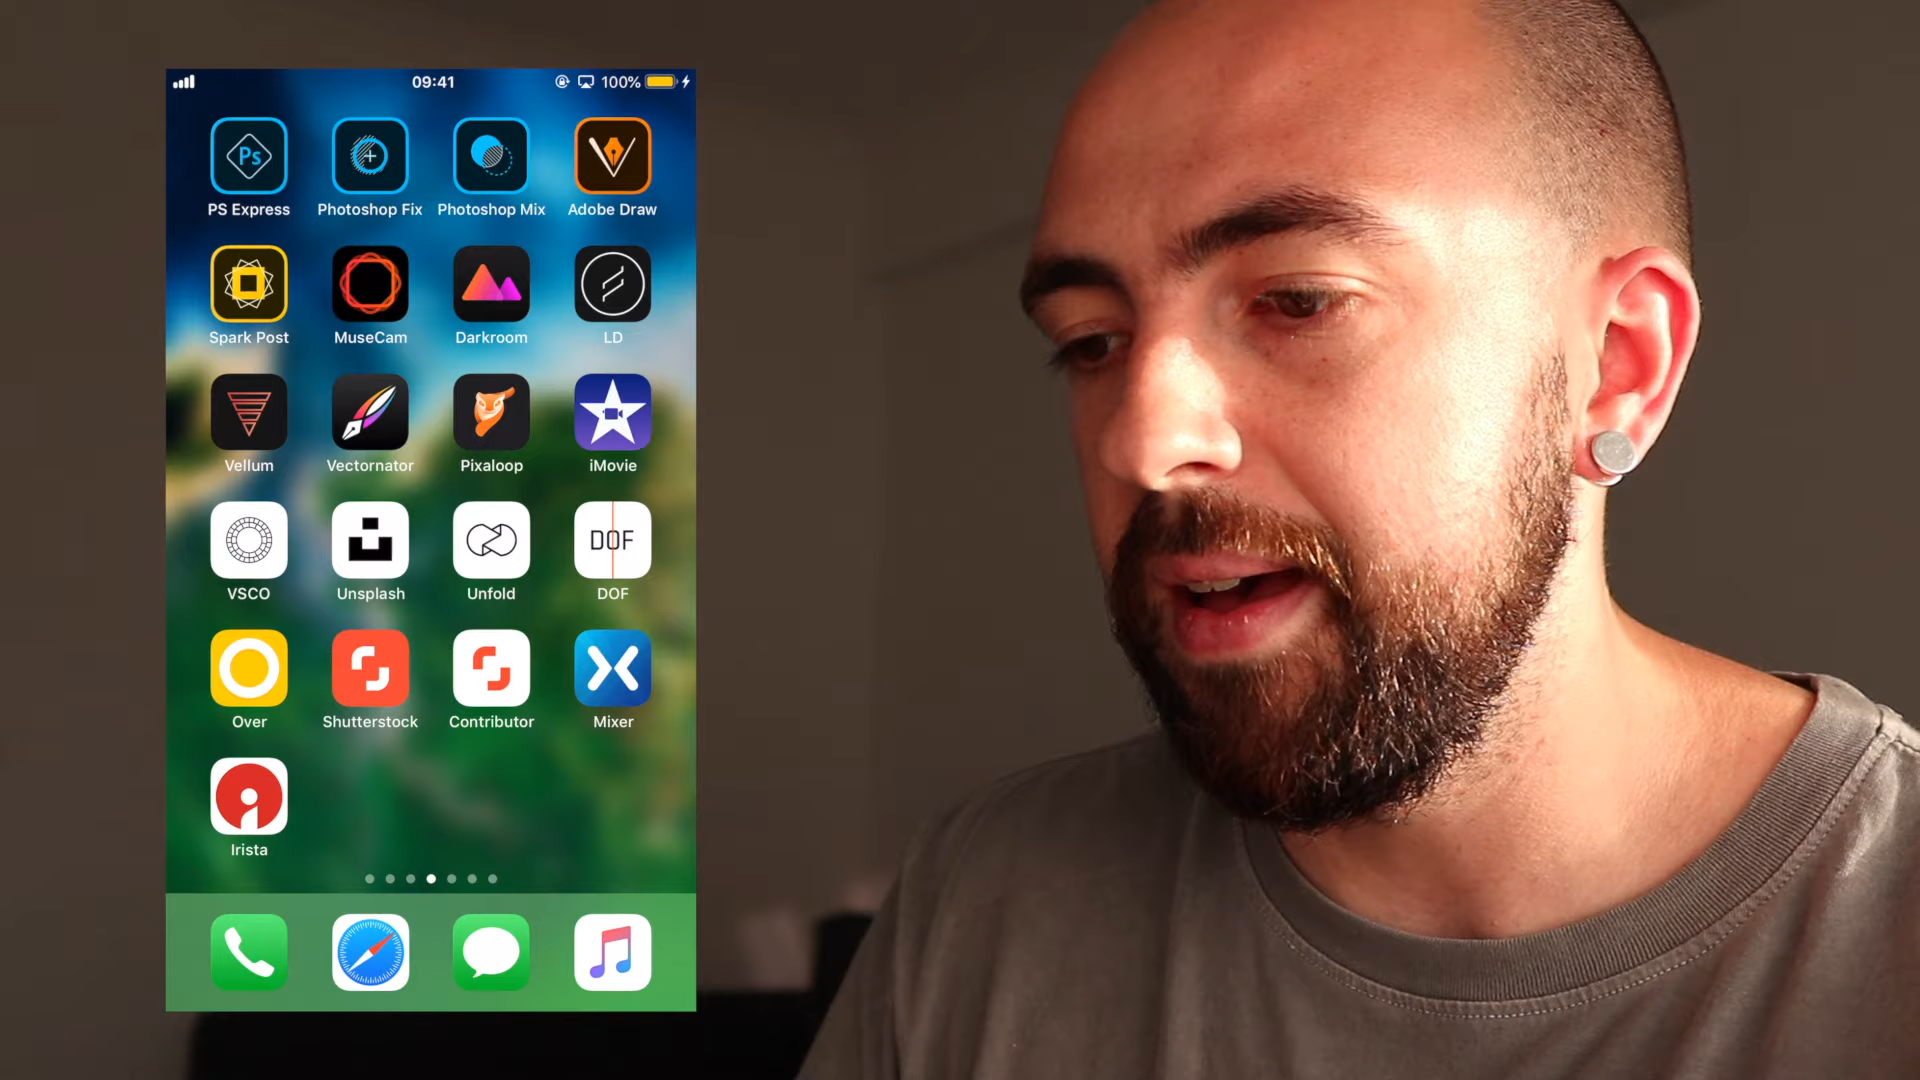 09:41 100%
Ps
PS Express Photoshop Fix Photoshop Mix Adobe Draw
Spark Post MuseCam Darkroom LD
Vellum Vectornator Pixaloop iMovie
DOF
VSCO Unsplash Unfold DOF
Over Shutterstock Contributor Mixer
Irista